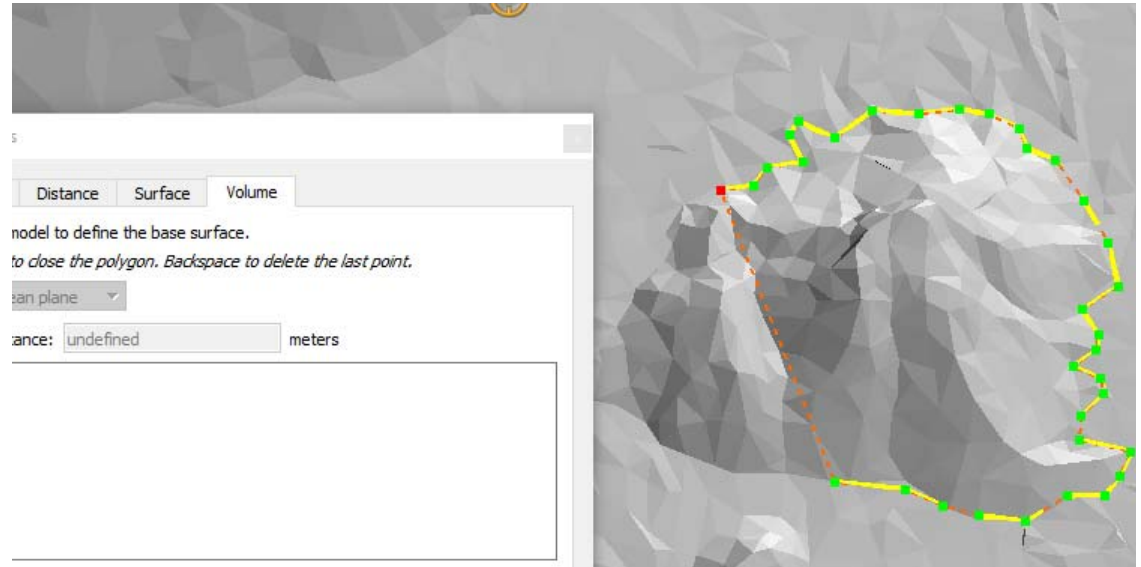 s
Distance Surface Volume
model to define the base surface.
to close the polygon. Backspace to delete the last point.
ean plane
ance: undefined meters